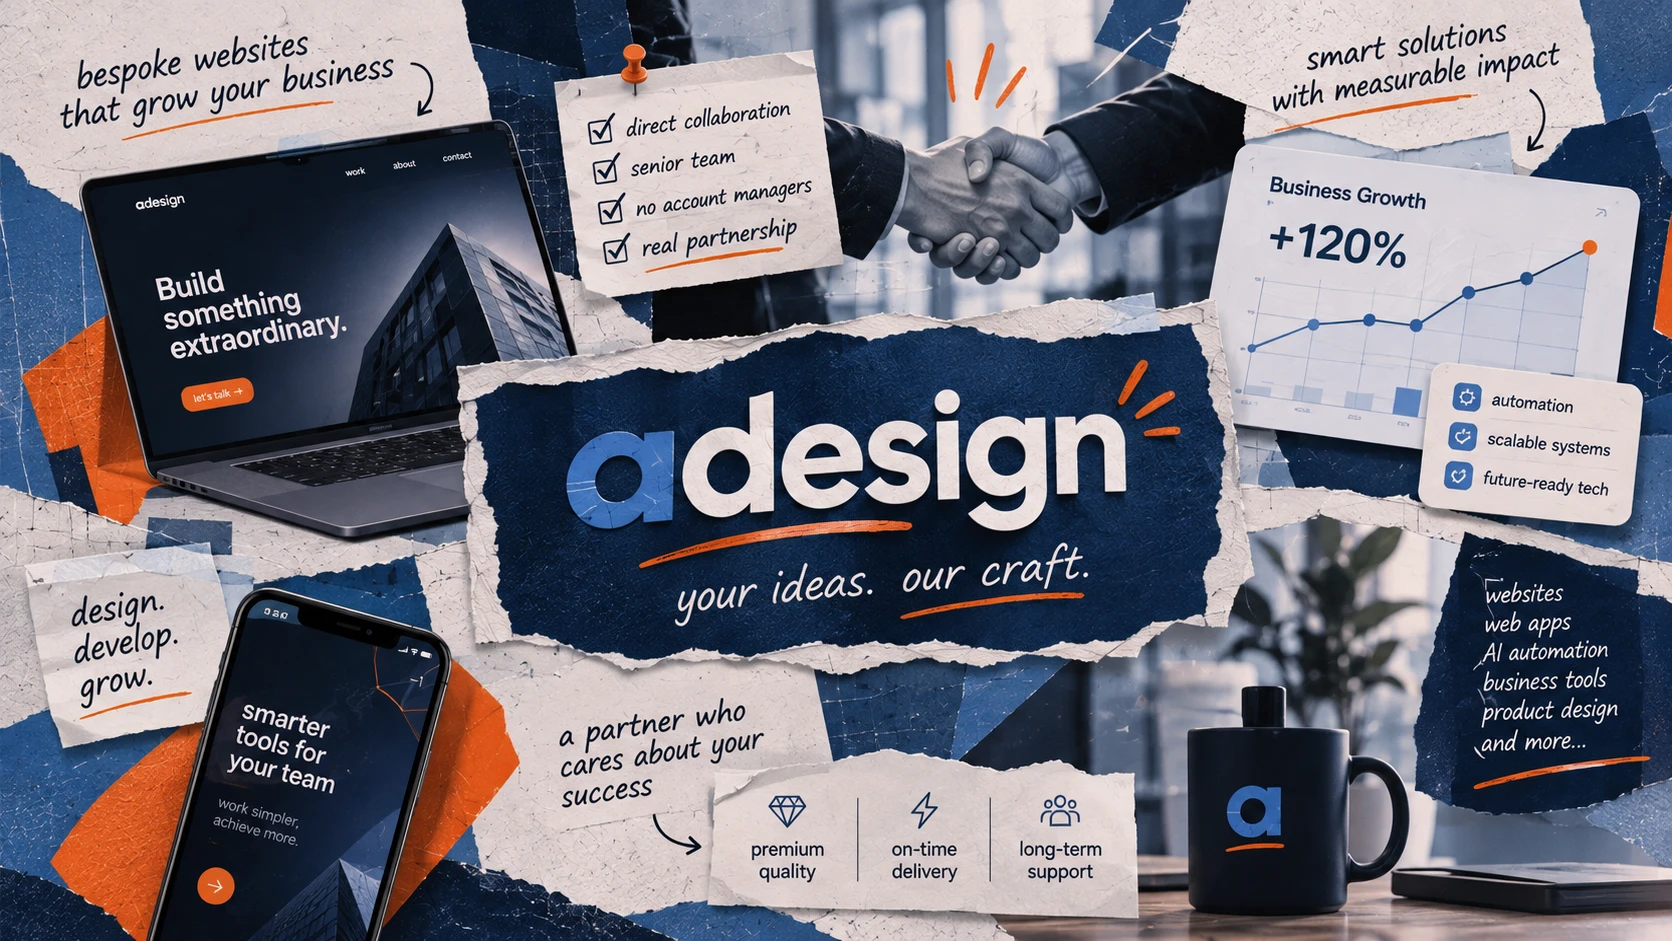 bespoke websites
that grow your business
direct collaboration
senior team
no account managers
real partnership
smart solutions
with measurable impact
work about contact
adesign
Build
something
extraordinary.
let's talk →
Business Growth
+120%
automation
scalable systems
future-ready tech
adesign
your ideas. our craft.
design.
develop.
grow.
smarter
tools for
your team
work simpler,
achieve more.
a partner who
cares about your
success
premium
quality
on-time
delivery
long-term
support
a
websites
web apps
AI automation
business tools
product design
and more...